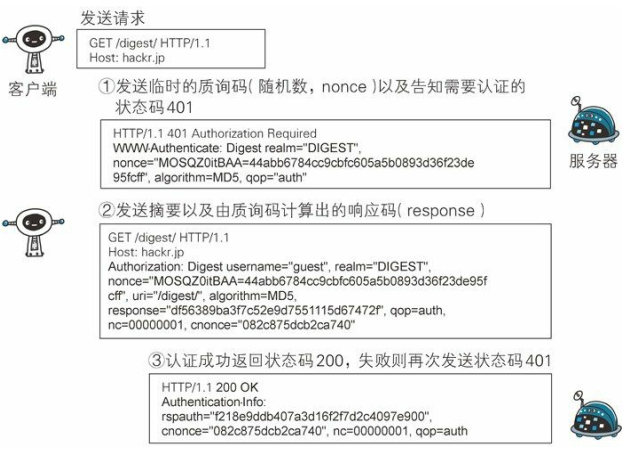 发送请求
GET /digest/ HTTP/1.1
Host: hackr.jp
客户端
①发送临时的质询码(随机数，nonce)以及告知需要认证的
状态码401
HTTP/1.1 401 Authorization Required
WWW-Authenticate: Digest realm="DIGEST",
nonce="MOSQZ0itBAA=44abb6784cc9cbfc605a5b0893d36f23de
95fcff", algorithm=MD5, qop="auth"
服务器
②发送摘要以及由质询码计算出的响应码(response)
GET /digest/ HTTP/1.1
Host: hackr.jp
Authorization: Digest username="guest", realm="DIGEST",
nonce="MOSQZ0itBAA=44abb6784cc9cbfc605a5b0893d36f23de95f
cff", uri="/digest/", algorithm=MD5,
response="df56389ba3f7c52e9d7551115d67472f", qop=auth,
nc=00000001, cnonce="082c875dcb2ca740"
③认证成功返回状态码200，失败则再次发送状态码401
HTTP/1.1 200 OK
Authentication-Info:
rspauth="f218e9ddb407a3d16f2f7d2c4097e900",
cnonce="082c875dcb2ca740", nc=00000001, qop=auth